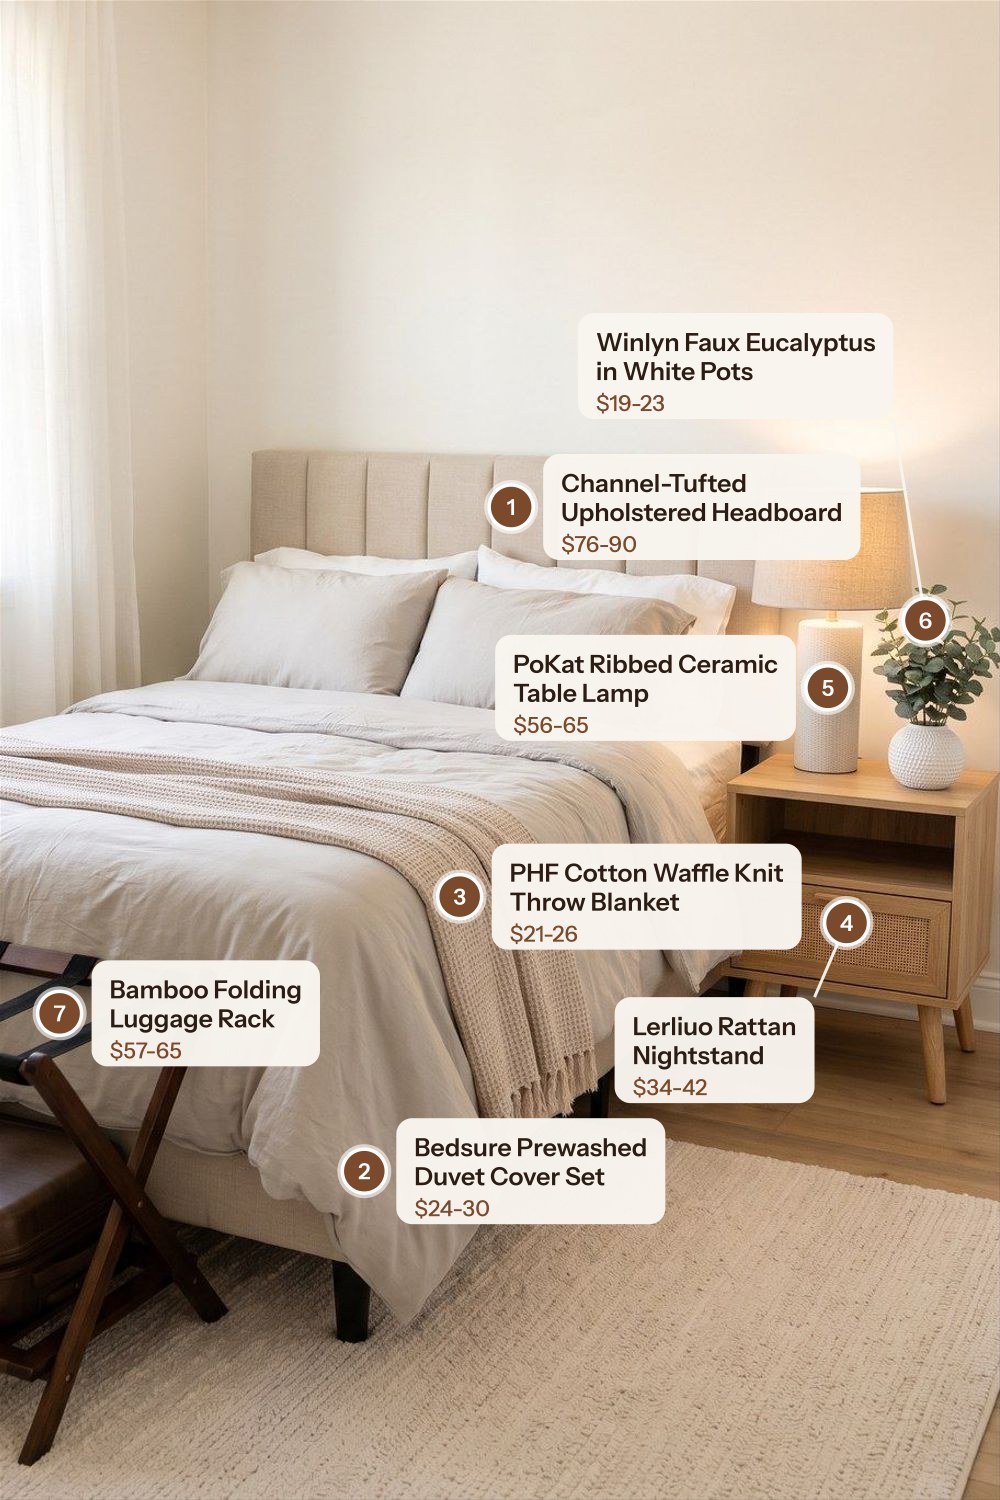 Winlyn Faux Eucalyptus
in White Pots
$19-23
1
Channel-Tufted
Upholstered Headboard
$76-90
6
PoKat Ribbed Ceramic
Table Lamp
$56-65
5
3
PHF Cotton Waffle Knit
Throw Blanket
$21-26
4
7
Bamboo Folding
Luggage Rack
$57-65
Lerliuo Rattan
Nightstand
$34-42
2
Bedsure Prewashed
Duvet Cover Set
$24-30